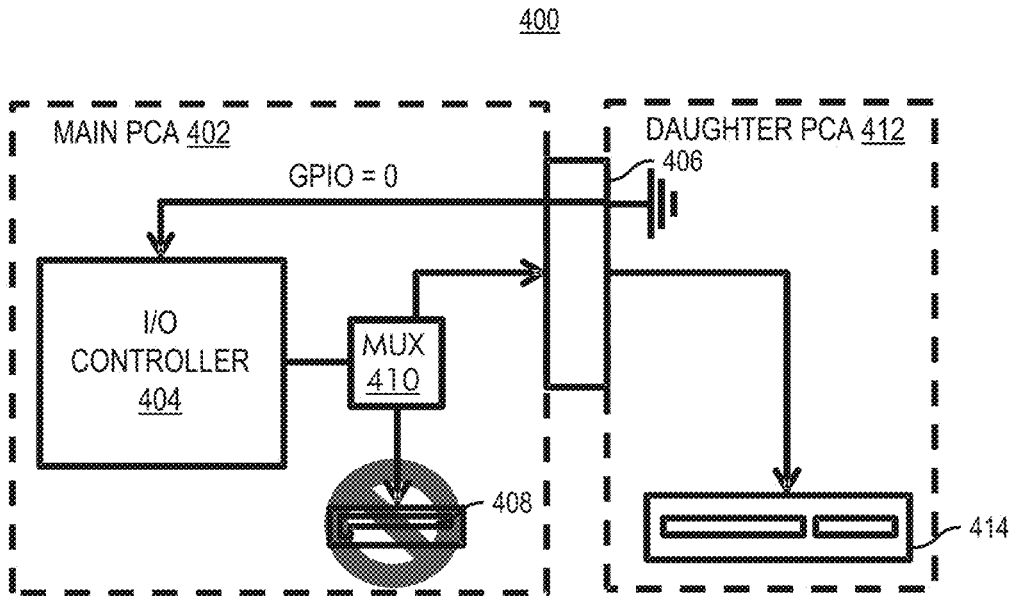 400
MAIN PCA 402
DAUGHTER PCA 412
406
GPIO = 0
I/O
CONTROLLER
404
MUX
410
408
414